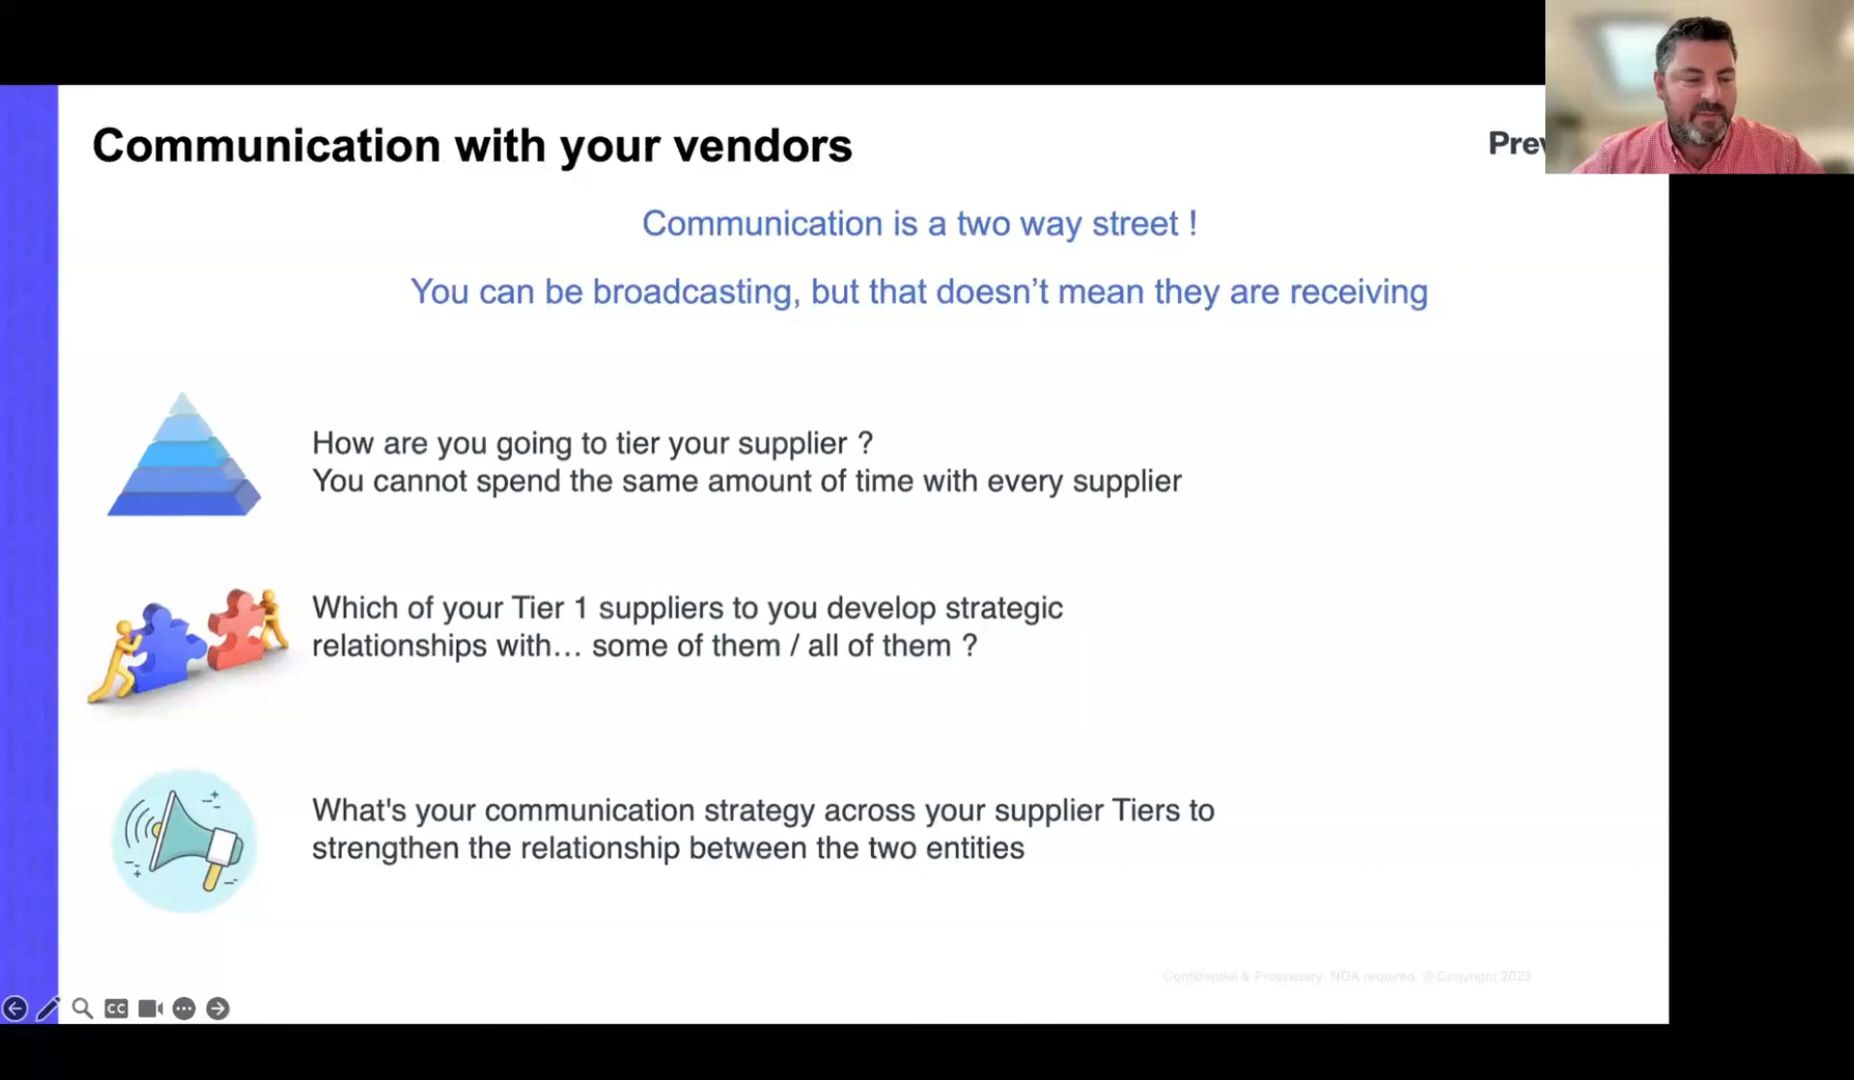 Communication with your vendors
Communication is a two way street !
You can be broadcasting, but that doesn't mean they are receiving
How are you going to tier your supplier ?
You cannot spend the same amount of time with every supplier
Which of your Tier 1 suppliers to you develop strategic
relationships with... some of them / all of them ?
What's your communication strategy across your supplier Tiers to
strengthen the relationship between the two entities
Confidential & Proprietary. NDA required. © Copyright 2023
CC